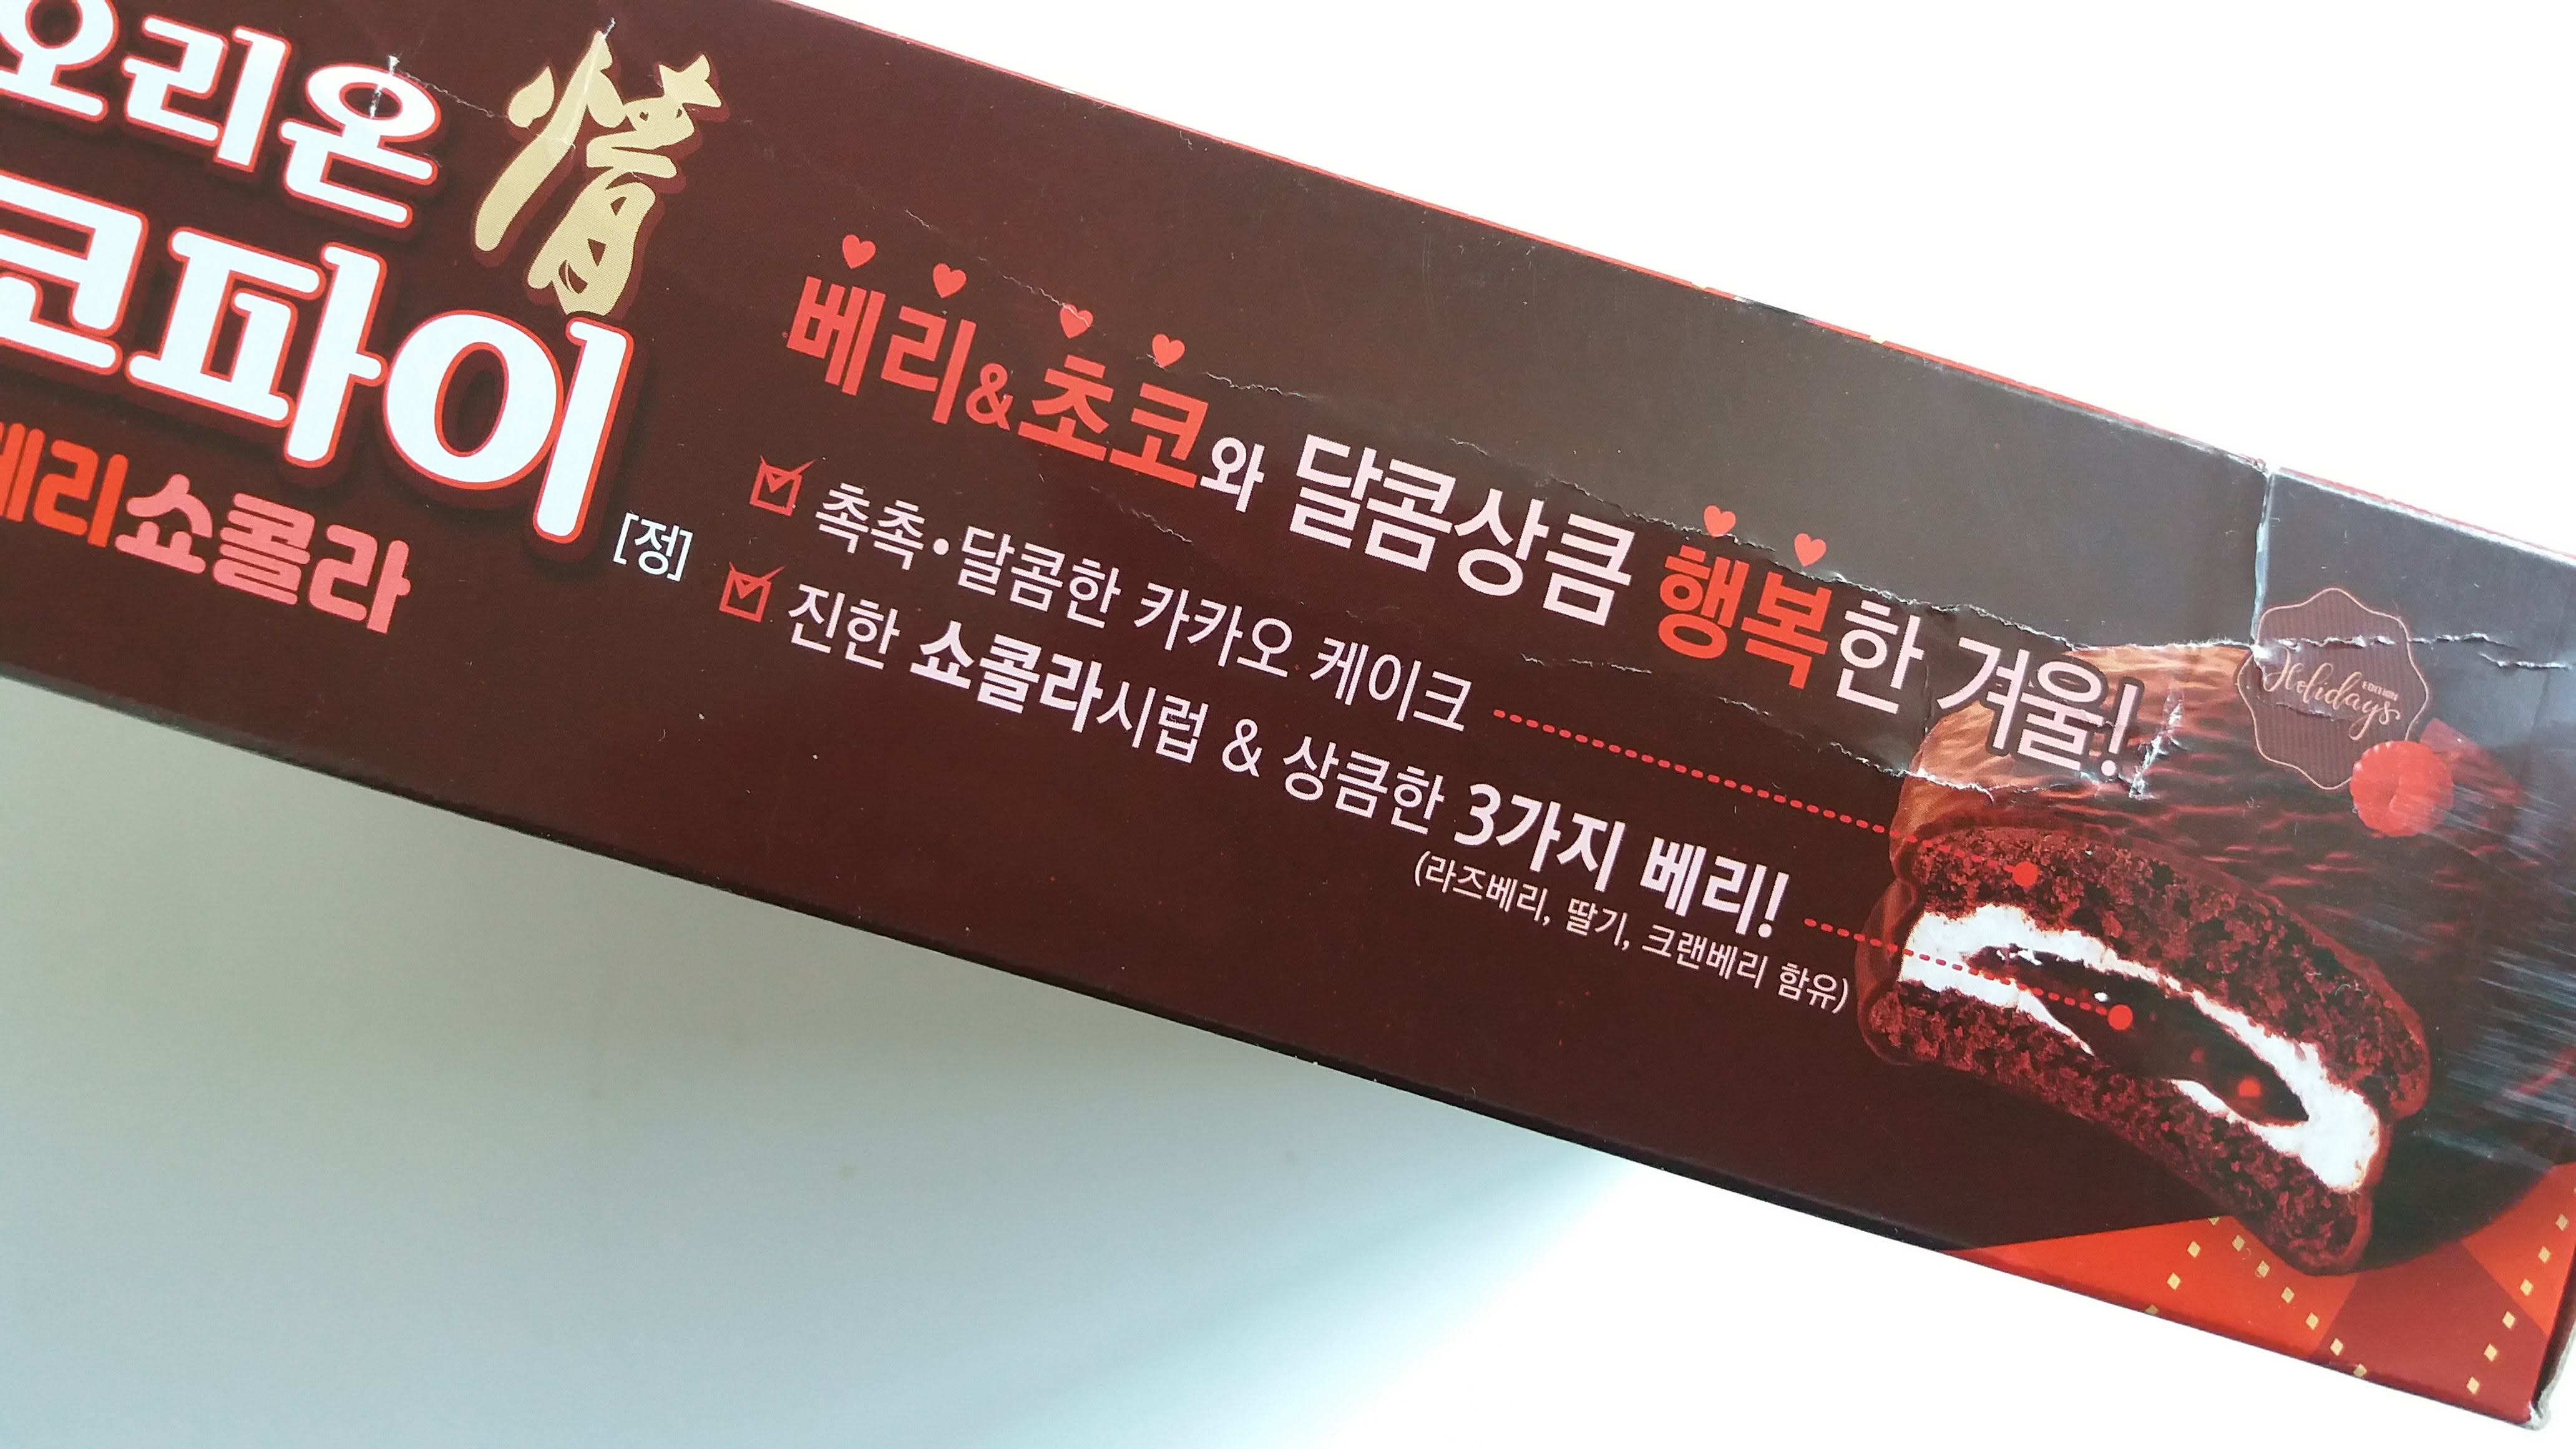 오리온 情
코파이
[정]
베리쇼콜라
베리&초코와 달콤상큼 행복한 겨울!
촉촉•달콤한 카카오 케이크
진한 쇼콜라시럽 & 상큼한 3가지 베리!
(라즈베리, 딸기, 크랜베리 함유)
Holidays
EDITION